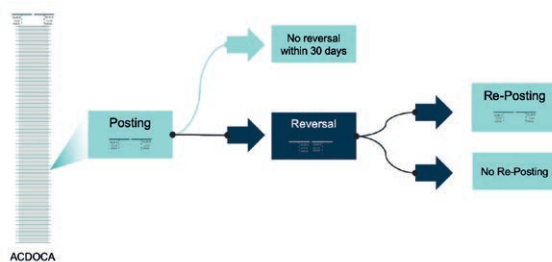 No reversal
within 30 days
Posting
Reversal
Re-Posting
No Re-Posting
ACDOCA